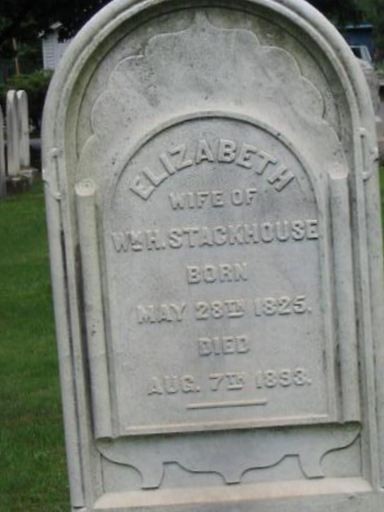 ELIZABETH
WIFE OF
WM H. STACKHOUSE
BORN
MAY 28TH 1825.
DIED
AUG. 7TH 1893.